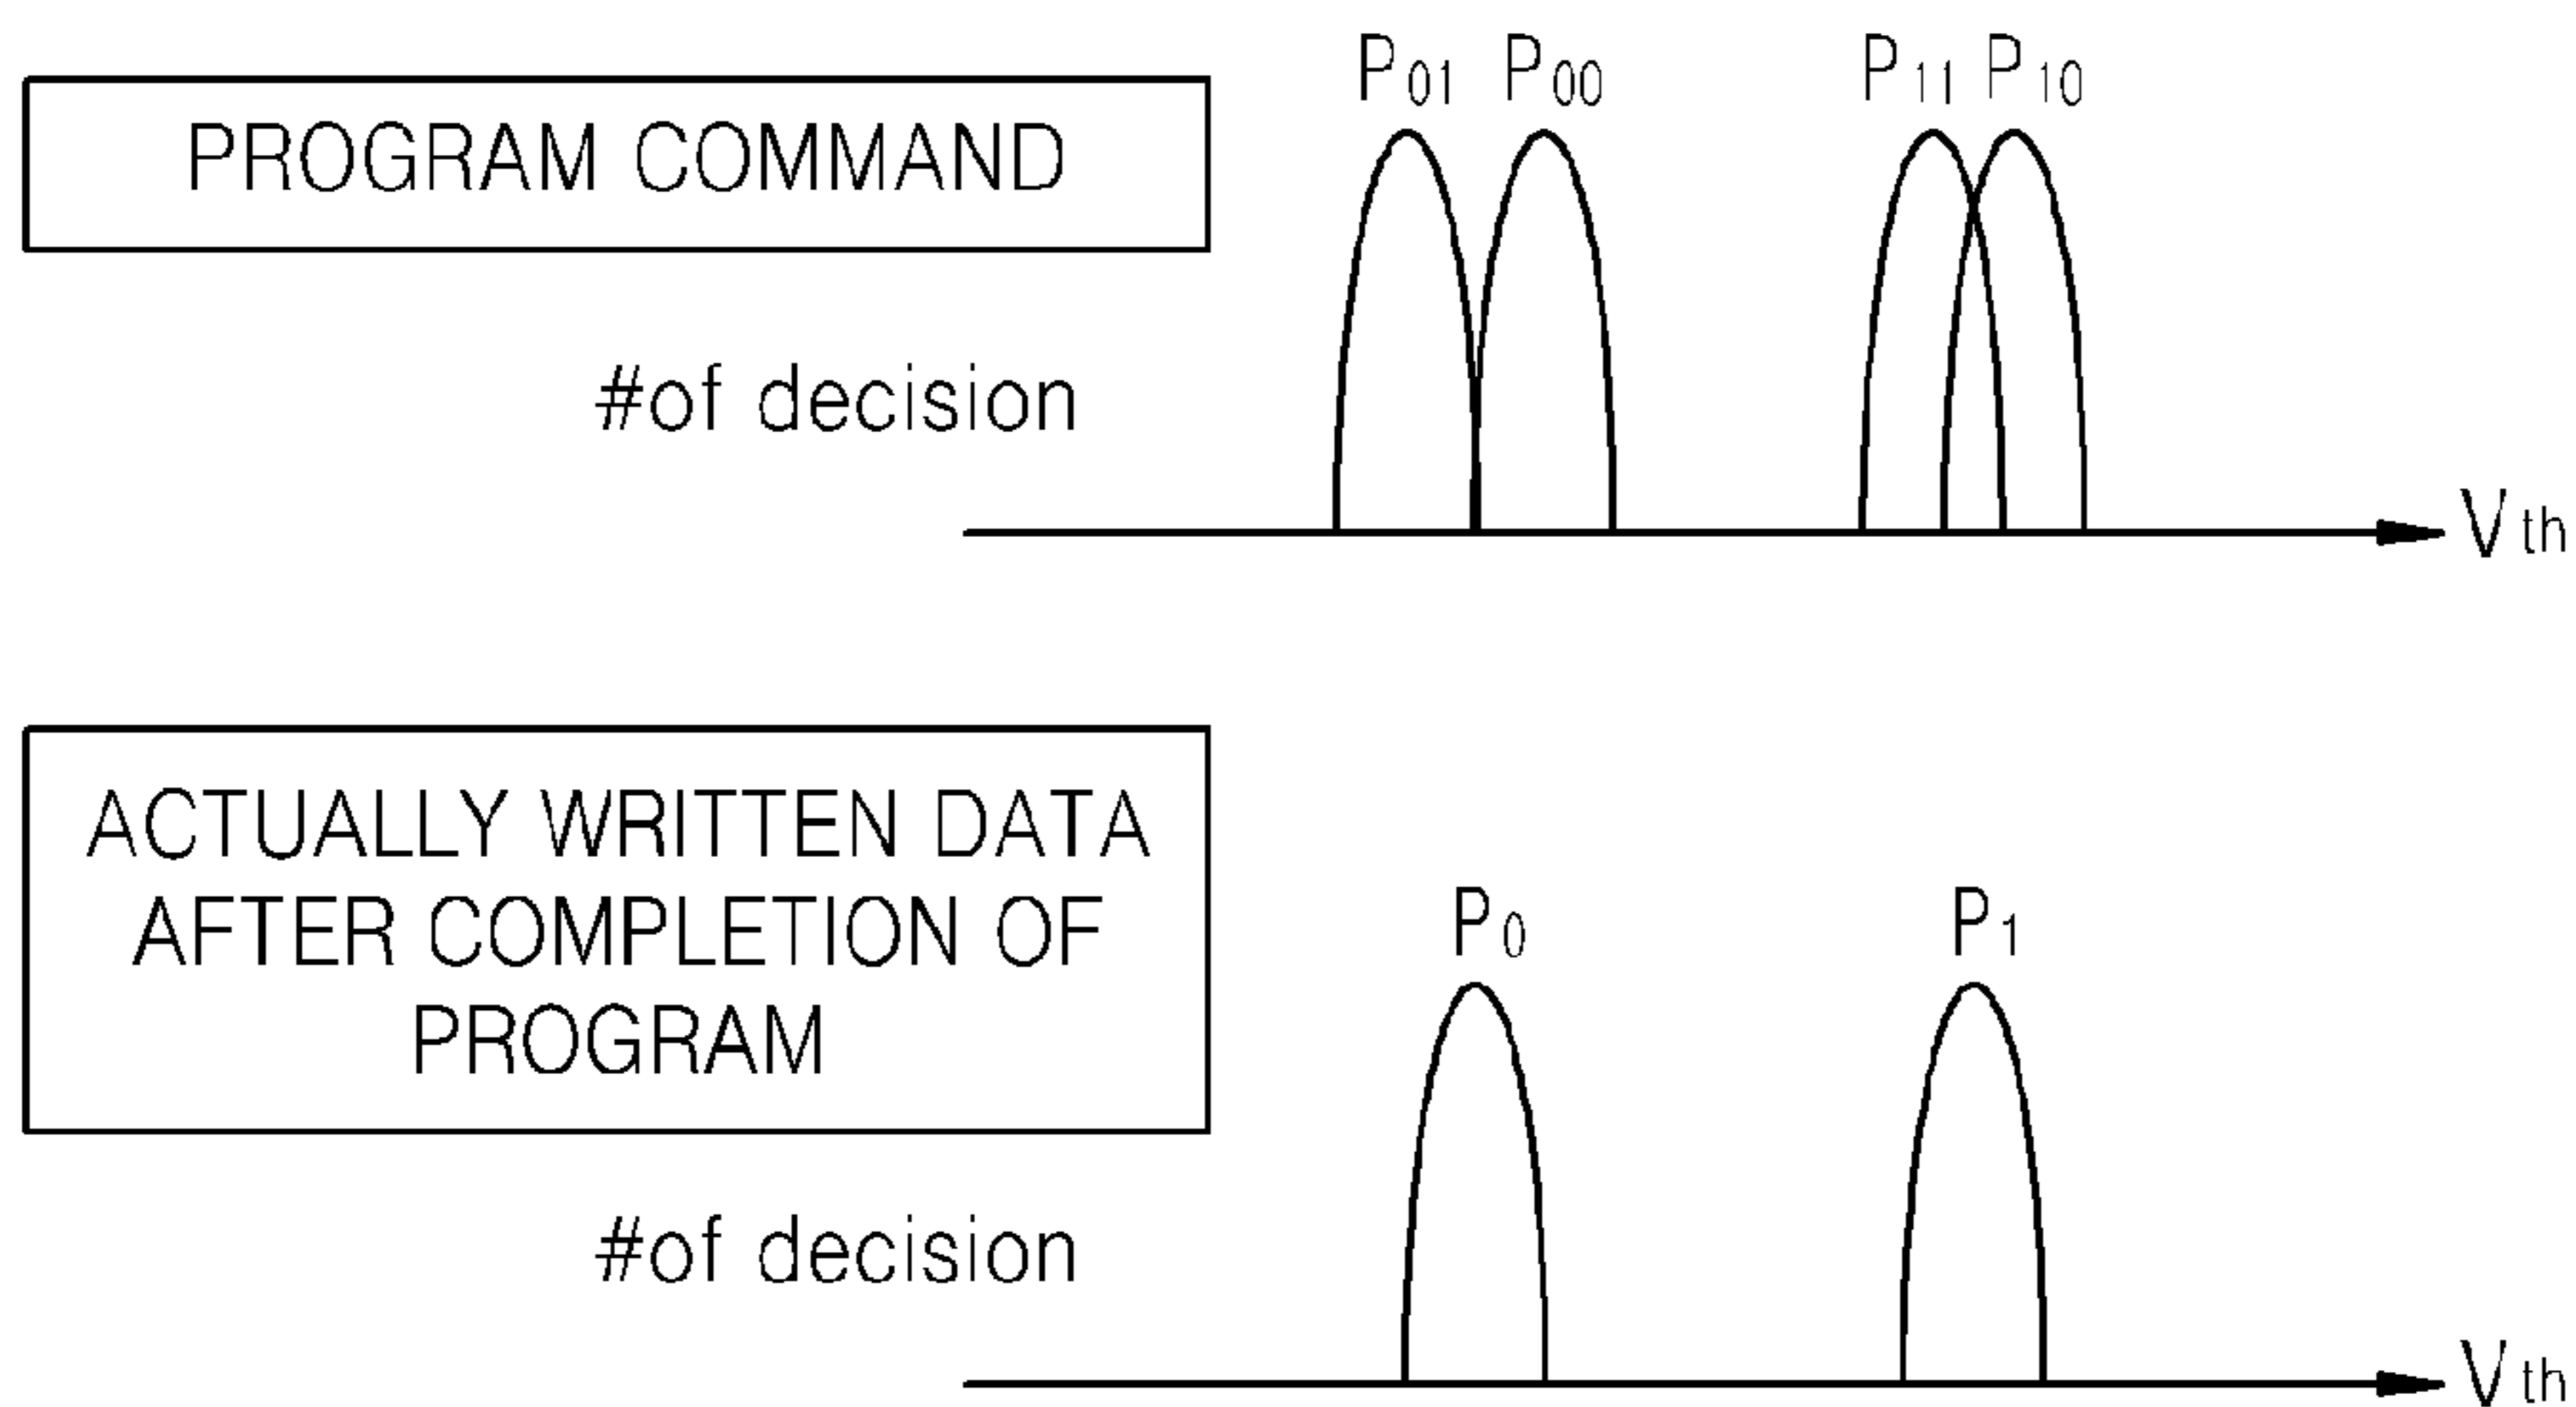 P01 P00 P11 P10
PROGRAM COMMAND
#of decision
Vth
ACTUALLY WRITTEN DATA
AFTER COMPLETION OF
PROGRAM
P0 P1
#of decision
Vth